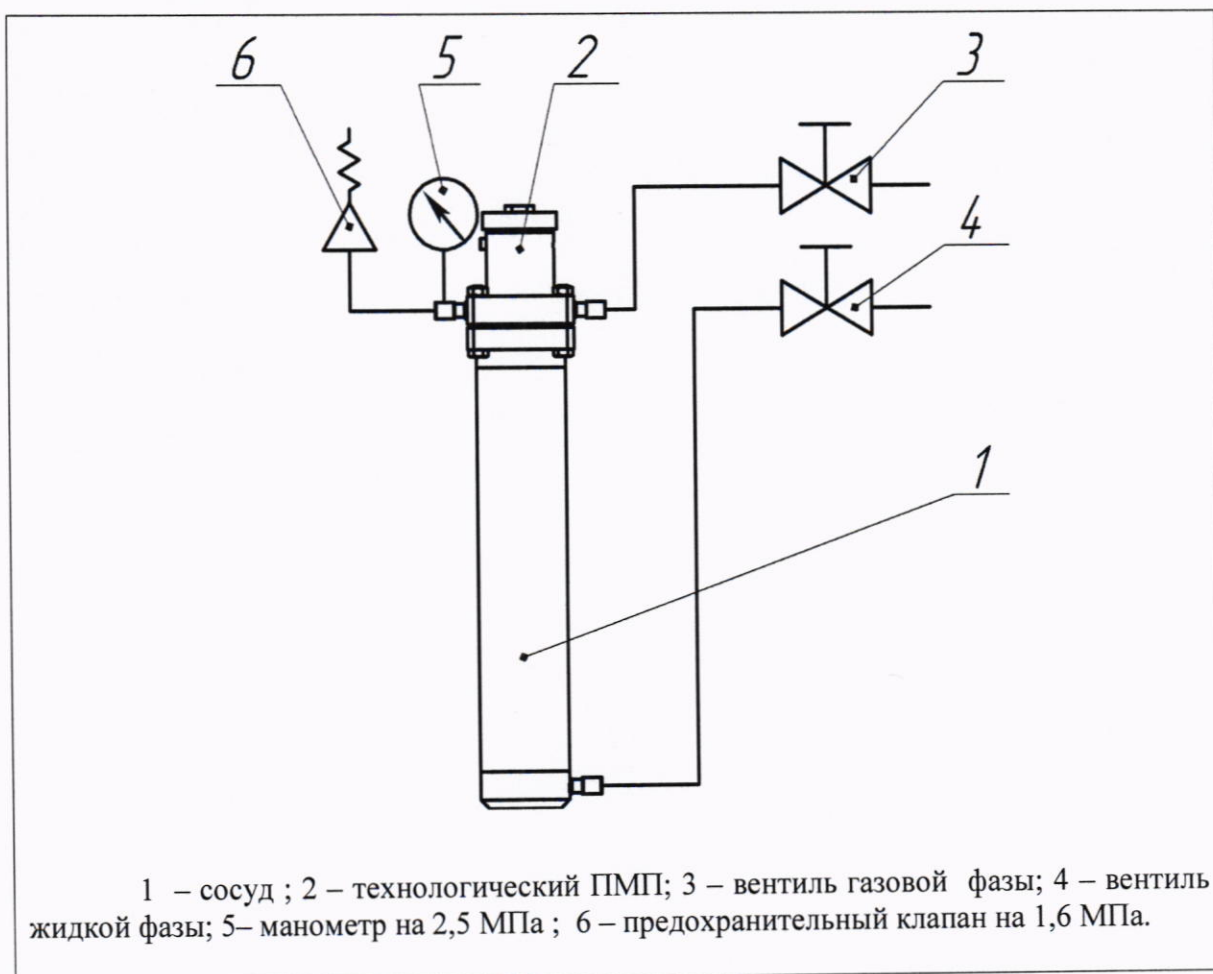 6 5 2 3
4
1
1 – сосуд ; 2 – технологический ПМП; 3 – вентиль газовой фазы; 4 – вентиль
жидкой фазы; 5– манометр на 2,5 МПа ; 6 – предохранительный клапан на 1,6 МПа.